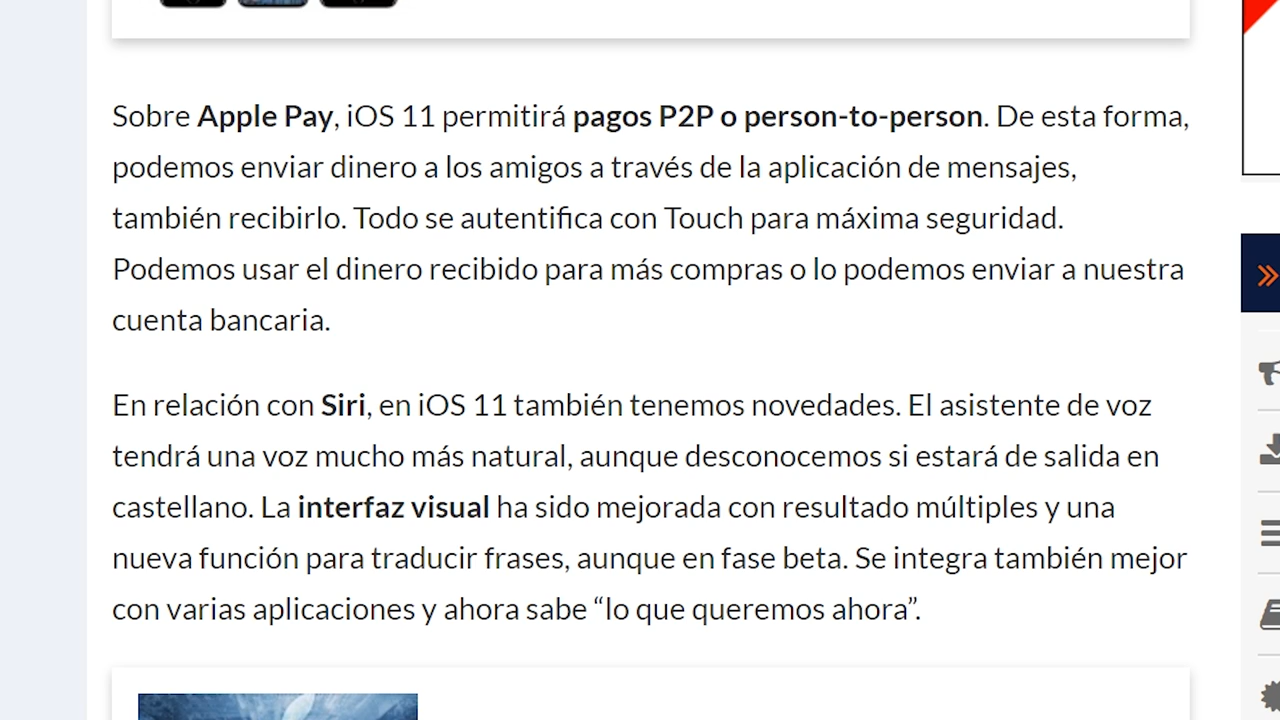 Sobre Apple Pay, iOS 11 permitirá pagos P2P o person-to-person. De esta forma,
podemos enviar dinero a los amigos a través de la aplicación de mensajes,
también recibirlo. Todo se autentifica con Touch para máxima seguridad.
Podemos usar el dinero recibido para más compras o lo podemos enviar a nuestra
cuenta bancaria.
En relación con Siri, en iOS 11 también tenemos novedades. El asistente de voz
tendrá una voz mucho más natural, aunque desconocemos si estará de salida en
castellano. La interfaz visual ha sido mejorada con resultado múltiples y una
nueva función para traducir frases, aunque en fase beta. Se integra también mejor
con varias aplicaciones y ahora sabe “lo que queremos ahora”.